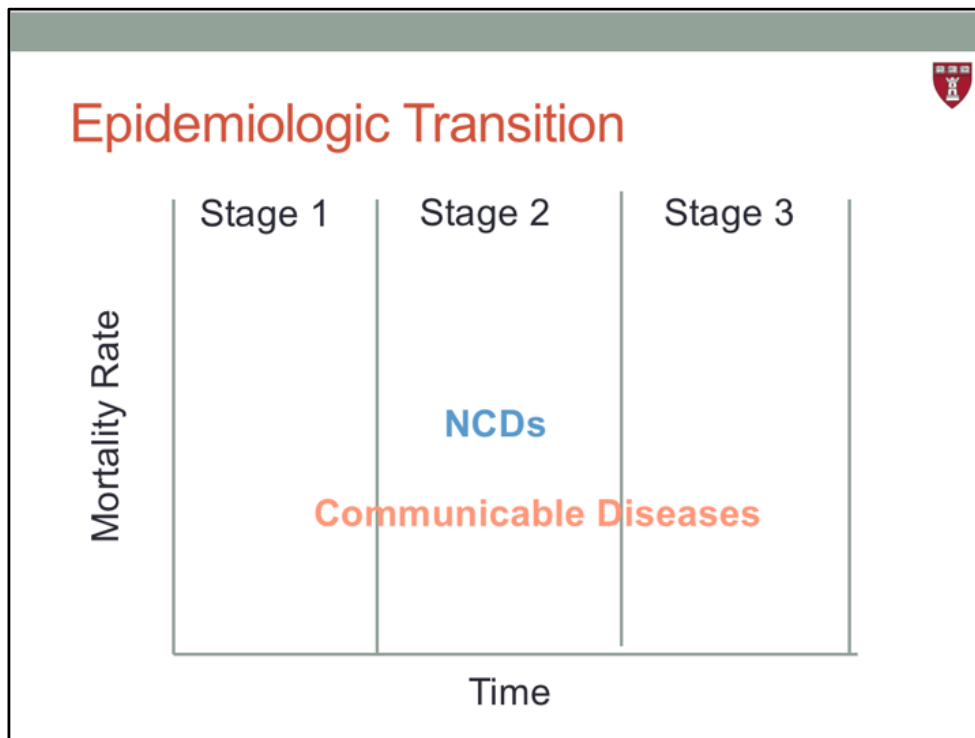 Epidemiologic Transition
Stage 1 Stage 2 Stage 3
Mortality Rate
NCDs
Communicable Diseases
Time